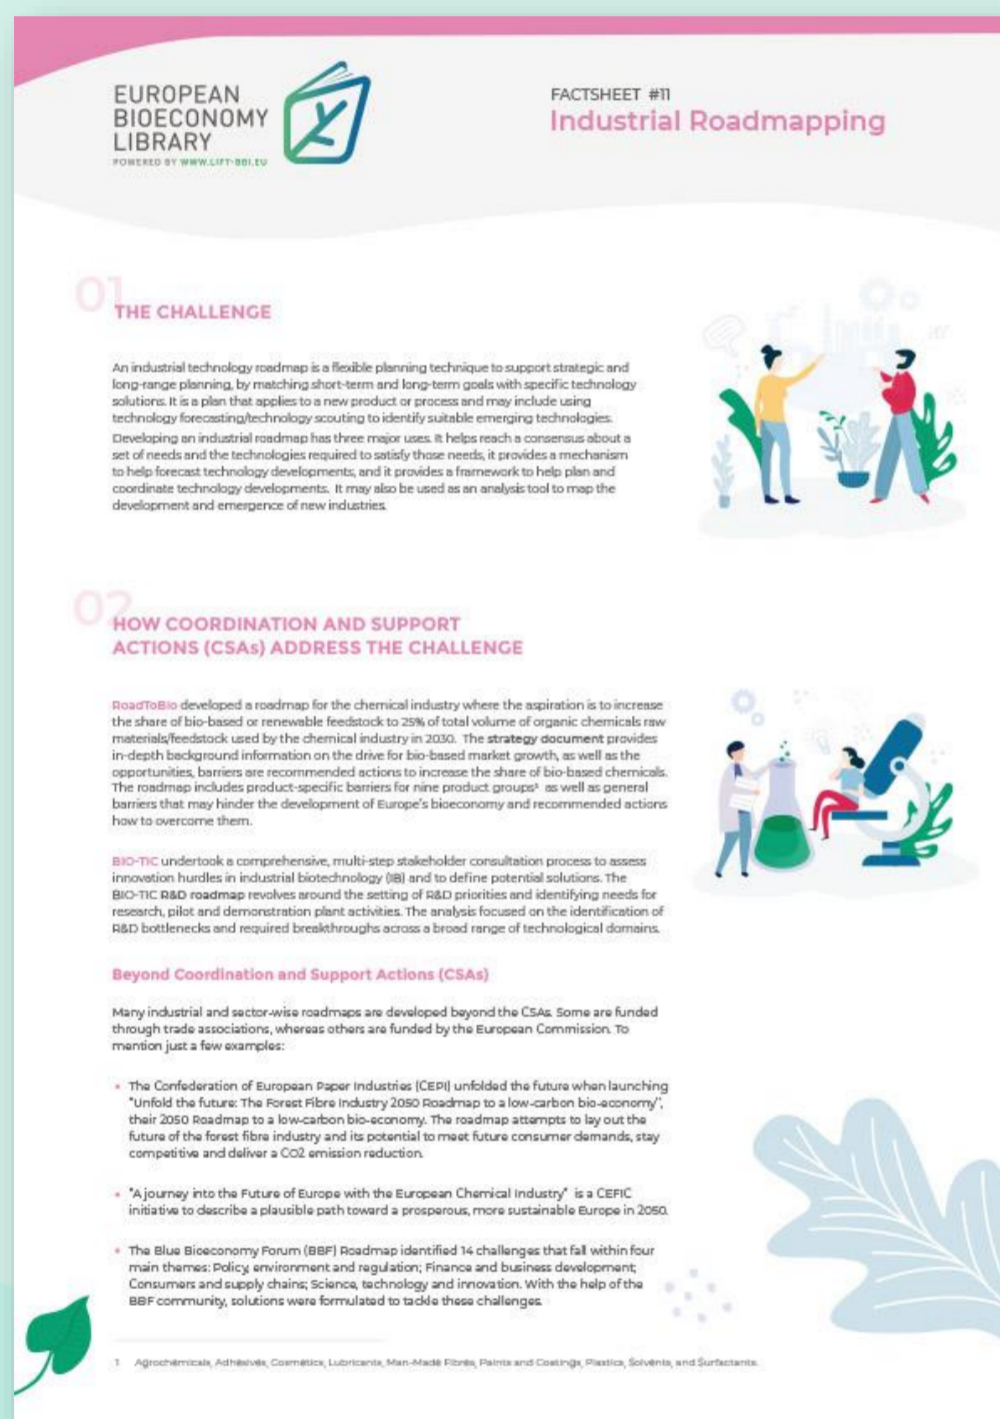 EUROPEAN
BIOECONOMY
LIBRARY
POWERED BY WWW.LIFT-BBI.EU
FACTSHEET #11
Industrial Roadmapping
01
THE CHALLENGE
An industrial technology roadmap is a flexible planning technique to support strategic and
long-range planning, by matching short-term and long-term goals with specific technology
solutions. It is a plan that applies to a new product or process and may include using
technology forecasting/technology scouting to identify suitable emerging technologies.
Developing an industrial roadmap has three major uses. It helps reach a consensus about a
set of needs and the technologies required to satisfy those needs, it provides a mechanism
to help forecast technology developments, and it provides a framework to help plan and
coordinate technology developments. It may also be used as an analysis tool to map the
development and emergence of new industries.
02
HOW COORDINATION AND SUPPORT
ACTIONS (CSAs) ADDRESS THE CHALLENGE
RoadToBio developed a roadmap for the chemical industry where the aspiration is to increase
the share of bio-based or renewable feedstock to 25% of total volume of organic chemicals raw
materials/feedstock used by the chemical industry in 2030. The strategy document provides
in-depth background information on the drive for bio-based market growth, as well as the
opportunities, barriers are recommended actions to increase the share of bio-based chemicals.
The roadmap includes product-specific barriers for nine product groups¹ as well as general
barriers that may hinder the development of Europe's bioeconomy and recommended actions
how to overcome them.
BIO-TIC undertook a comprehensive, multi-step stakeholder consultation process to assess
innovation hurdles in industrial biotechnology (IB) and to define potential solutions. The
BIO-TIC R&D roadmap revolves around the setting of R&D priorities and identifying needs for
research, pilot and demonstration plant activities. The analysis focused on the identification of
R&D bottlenecks and required breakthroughs across a broad range of technological domains.
Beyond Coordination and Support Actions (CSAs)
Many industrial and sector-wise roadmaps are developed beyond the CSAs. Some are funded
through trade associations, whereas others are funded by the European Commission. To
mention just a few examples:
• The Confederation of European Paper Industries (CEPI) unfolded the future when launching
"Unfold the future: The Forest Fibre Industry 2050 Roadmap to a low-carbon bio-economy",
their 2050 Roadmap to a low-carbon bio-economy. The roadmap attempts to lay out the
future of the forest fibre industry and its potential to meet future consumer demands, stay
competitive and deliver a CO2 emission reduction.
• "A journey into the Future of Europe with the European Chemical Industry" is a CEFIC
initiative to describe a plausible path toward a prosperous, more sustainable Europe in 2050.
• The Blue Bioeconomy Forum (BBF) Roadmap identified 14 challenges that fall within four
main themes: Policy, environment and regulation; Finance and business development;
Consumers and supply chains; Science, technology and innovation. With the help of the
BBF community, solutions were formulated to tackle these challenges.
1 Agrochemicals, Adhesives, Cosmetics, Lubricants, Man-Made Fibres, Paints and Coatings, Plastics, Solvents, and Surfactants.